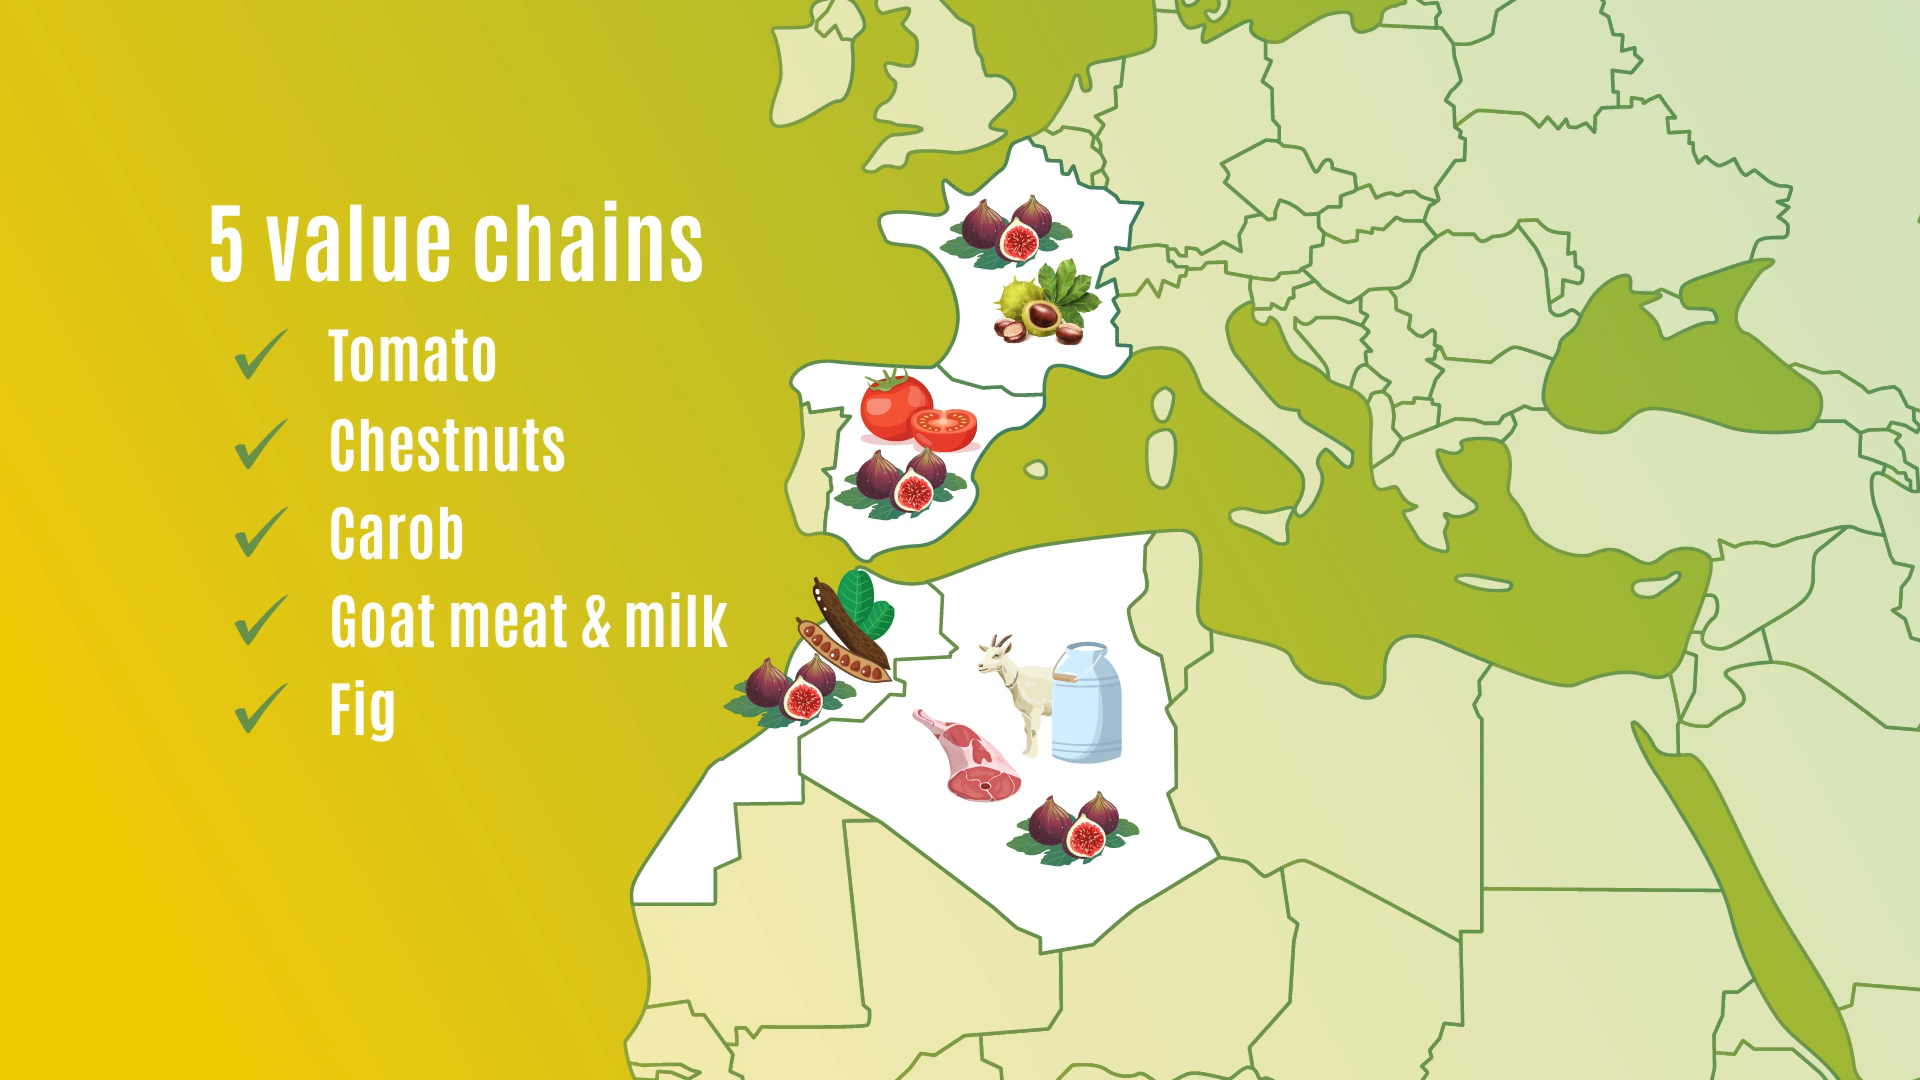 5 value chains
Tomato
Chestnuts
Carob
Goat meat & milk
Fig